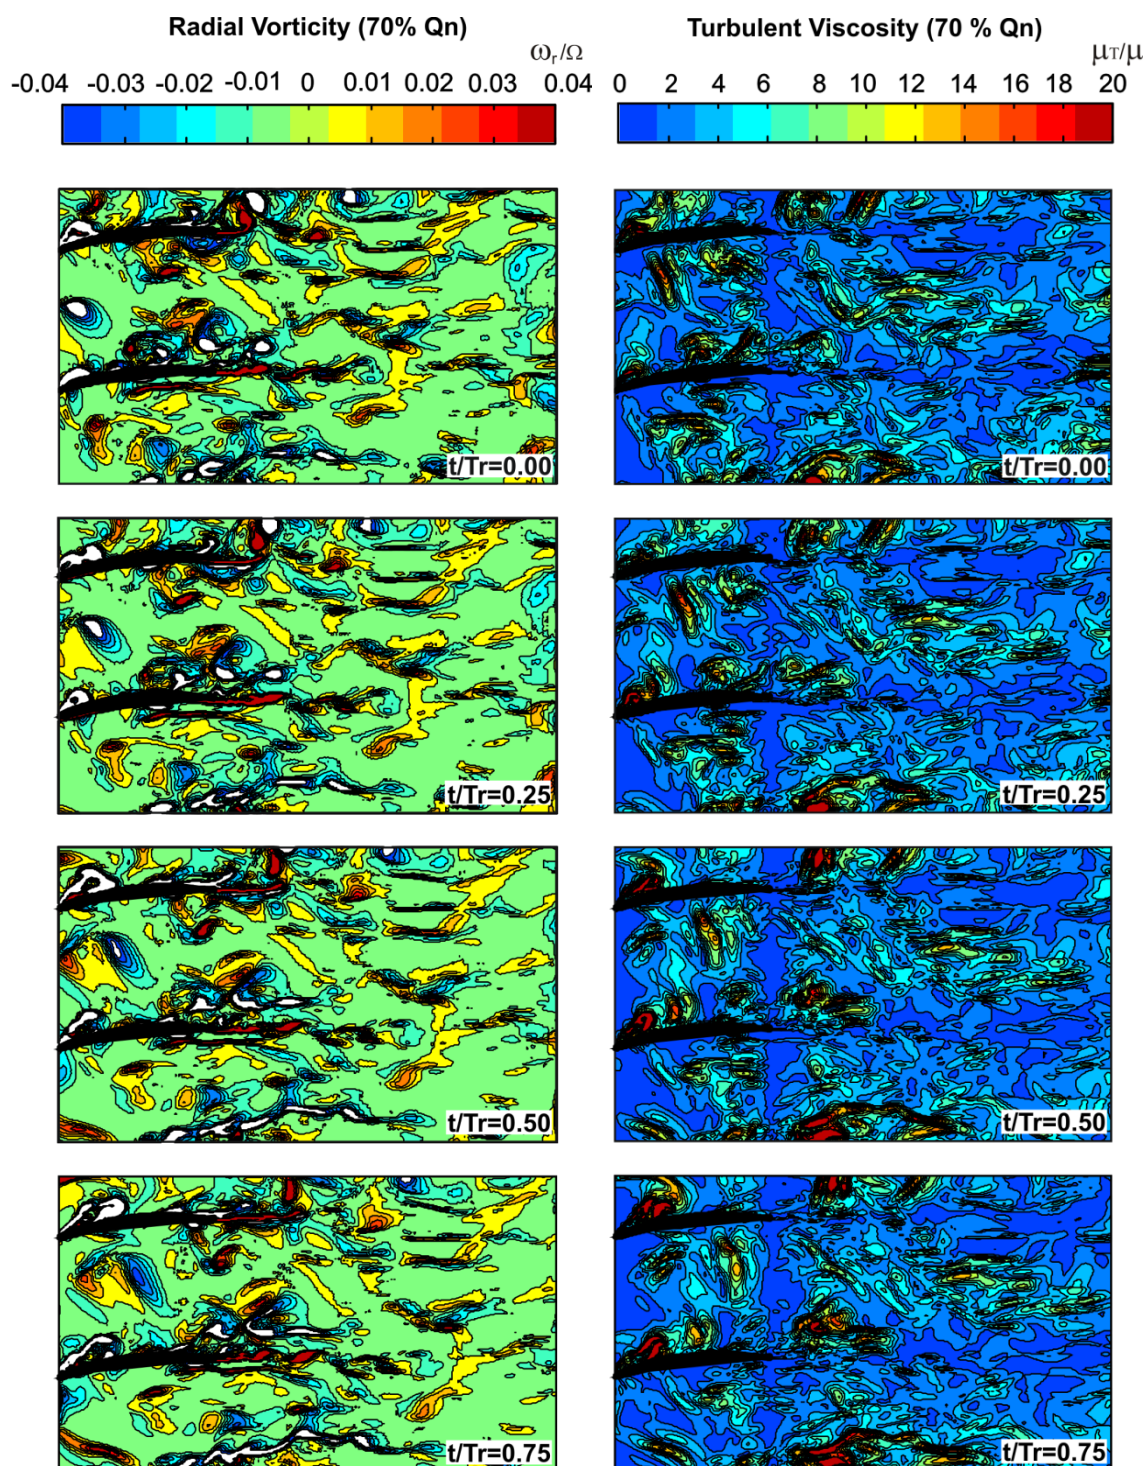 Radial Vorticity (70% Qn)
Turbulent Viscosity (70 % Qn)
ωr/Ω
μT/μ
-0.04 -0.03 -0.02 -0.01 0 0.01 0.02 0.03 0.04
0 2 4 6 8 10 12 14 16 18 20
t/Tr=0.00
t/Tr=0.00
t/Tr=0.25
t/Tr=0.25
t/Tr=0.50
t/Tr=0.50
t/Tr=0.75
t/Tr=0.75